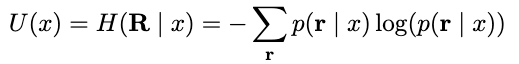 U(x) = H(R | x) = − ∑_r p(r | x) log(p(r | x))